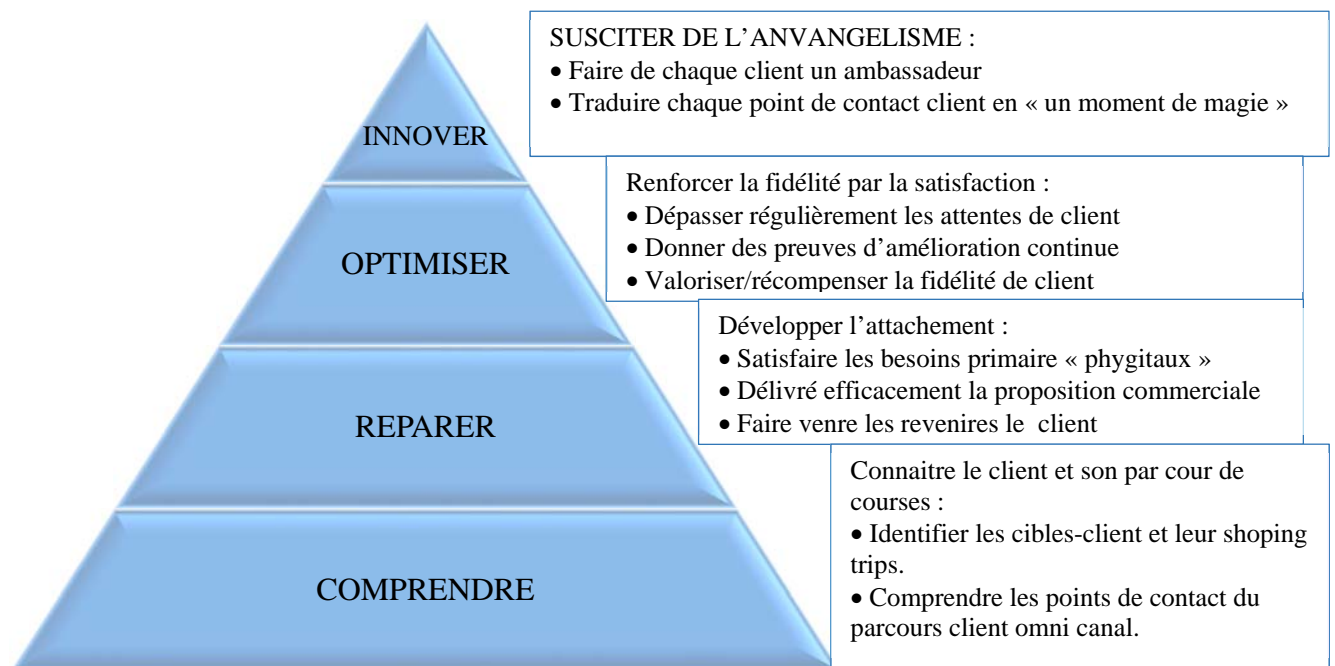 SUSCITER DE L’ANVANGELISME :
• Faire de chaque client un ambassadeur
• Traduire chaque point de contact client en « un moment de magie »
INNOVER
Renforcer la fidélité par la satisfaction :
• Dépasser régulièrement les attentes de client
• Donner des preuves d’amélioration continue
• Valoriser/récompenser la fidélité de client
OPTIMISER
Développer l’attachement :
• Satisfaire les besoins primaire « phygitaux »
• Délivré efficacement la proposition commerciale
• Faire venre les revenires le client
REPARER
Connaitre le client et son par cour de
courses :
• Identifier les cibles-client et leur shoping
trips.
• Comprendre les points de contact du
parcours client omni canal.
COMPRENDRE